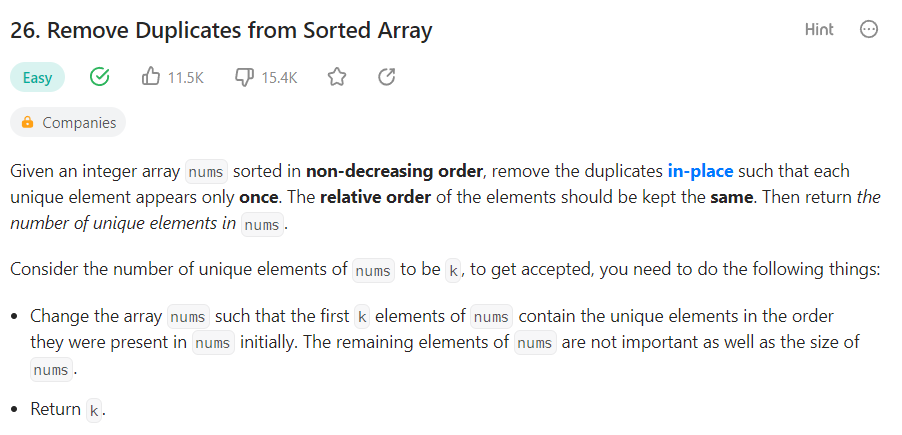 26. Remove Duplicates from Sorted Array
Hint
Easy
11.5K
15.4K
Companies
Given an integer array nums sorted in non-decreasing order, remove the duplicates in-place such that each
unique element appears only once. The relative order of the elements should be kept the same. Then return the
number of unique elements in nums.
Consider the number of unique elements of nums to be k, to get accepted, you need to do the following things:
• Change the array nums such that the first k elements of nums contain the unique elements in the order
they were present in nums initially. The remaining elements of nums are not important as well as the size of
nums.
• Return k.